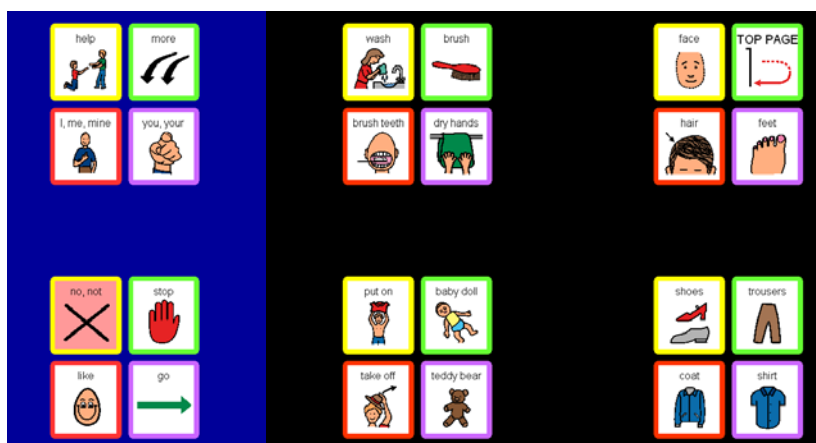 help more wash brush face TOP PAGE
I, me, mine you, your brush teeth dry hands hair feet
no, not stop put on baby doll shoes trousers
like go take off teddy bear coat shirt